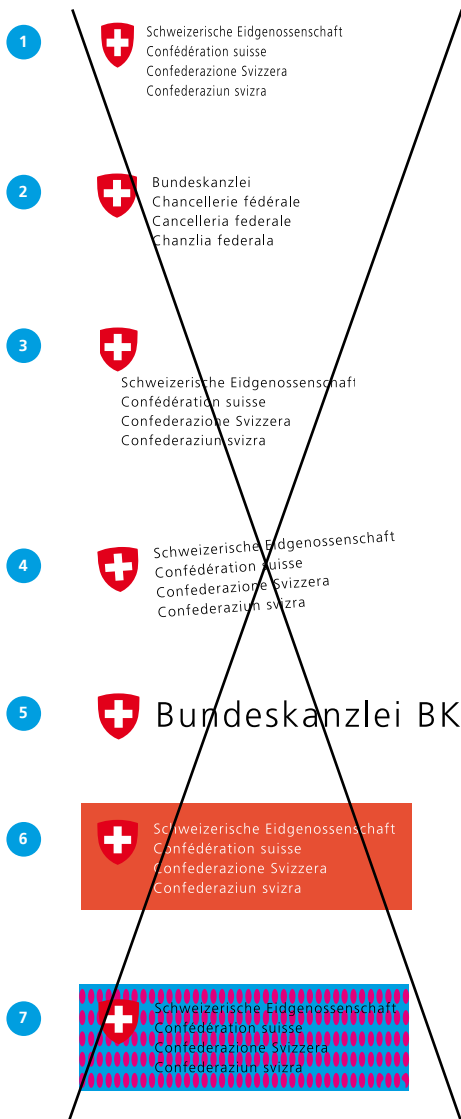 1
Schweizerische Eidgenossenschaft
Confédération suisse
Confederazione Svizzera
Confederaziun svizra
2
Bundeskanzlei
Chancellerie fédérale
Cancelleria federale
Chanzlia federala
3
Schweizerische Eidgenossenschaft
Confédération suisse
Confederazione Svizzera
Confederaziun svizra
4
Schweizerische Eidgenossenschaft
Confédération suisse
Confederazione Svizzera
Confederaziun svizra
5
Bundeskanzlei BK
6
Schweizerische Eidgenossenschaft
Confédération suisse
Confederazione Svizzera
Confederaziun svizra
7
Schweizerische Eidgenossenschaft
Confédération suisse
Confederazione Svizzera
Confederaziun svizra